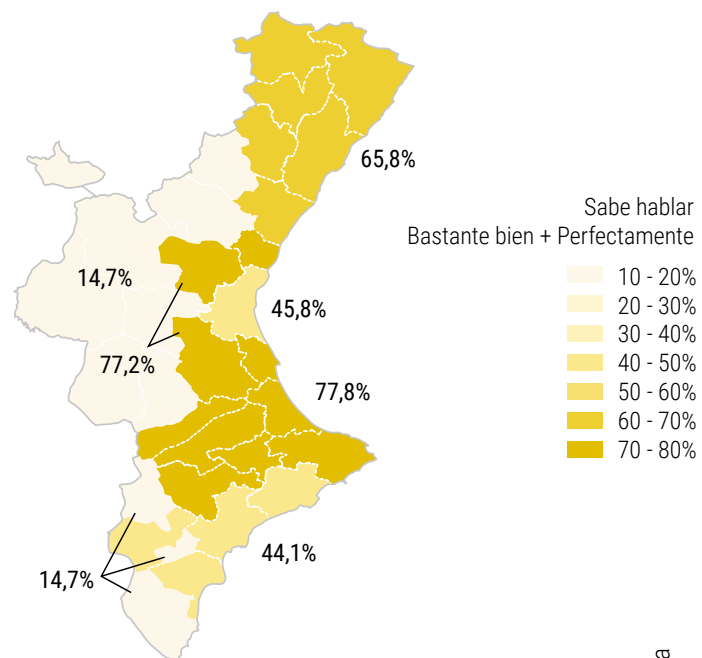 65,8%
Sabe hablar
Bastante bien + Perfectamente
14,7%
10 - 20%
20 - 30%
45,8%
30 - 40%
77,2%
40 - 50%
50 - 60%
77,8%
60 - 70%
70 - 80%
44,1%
14,7%
a